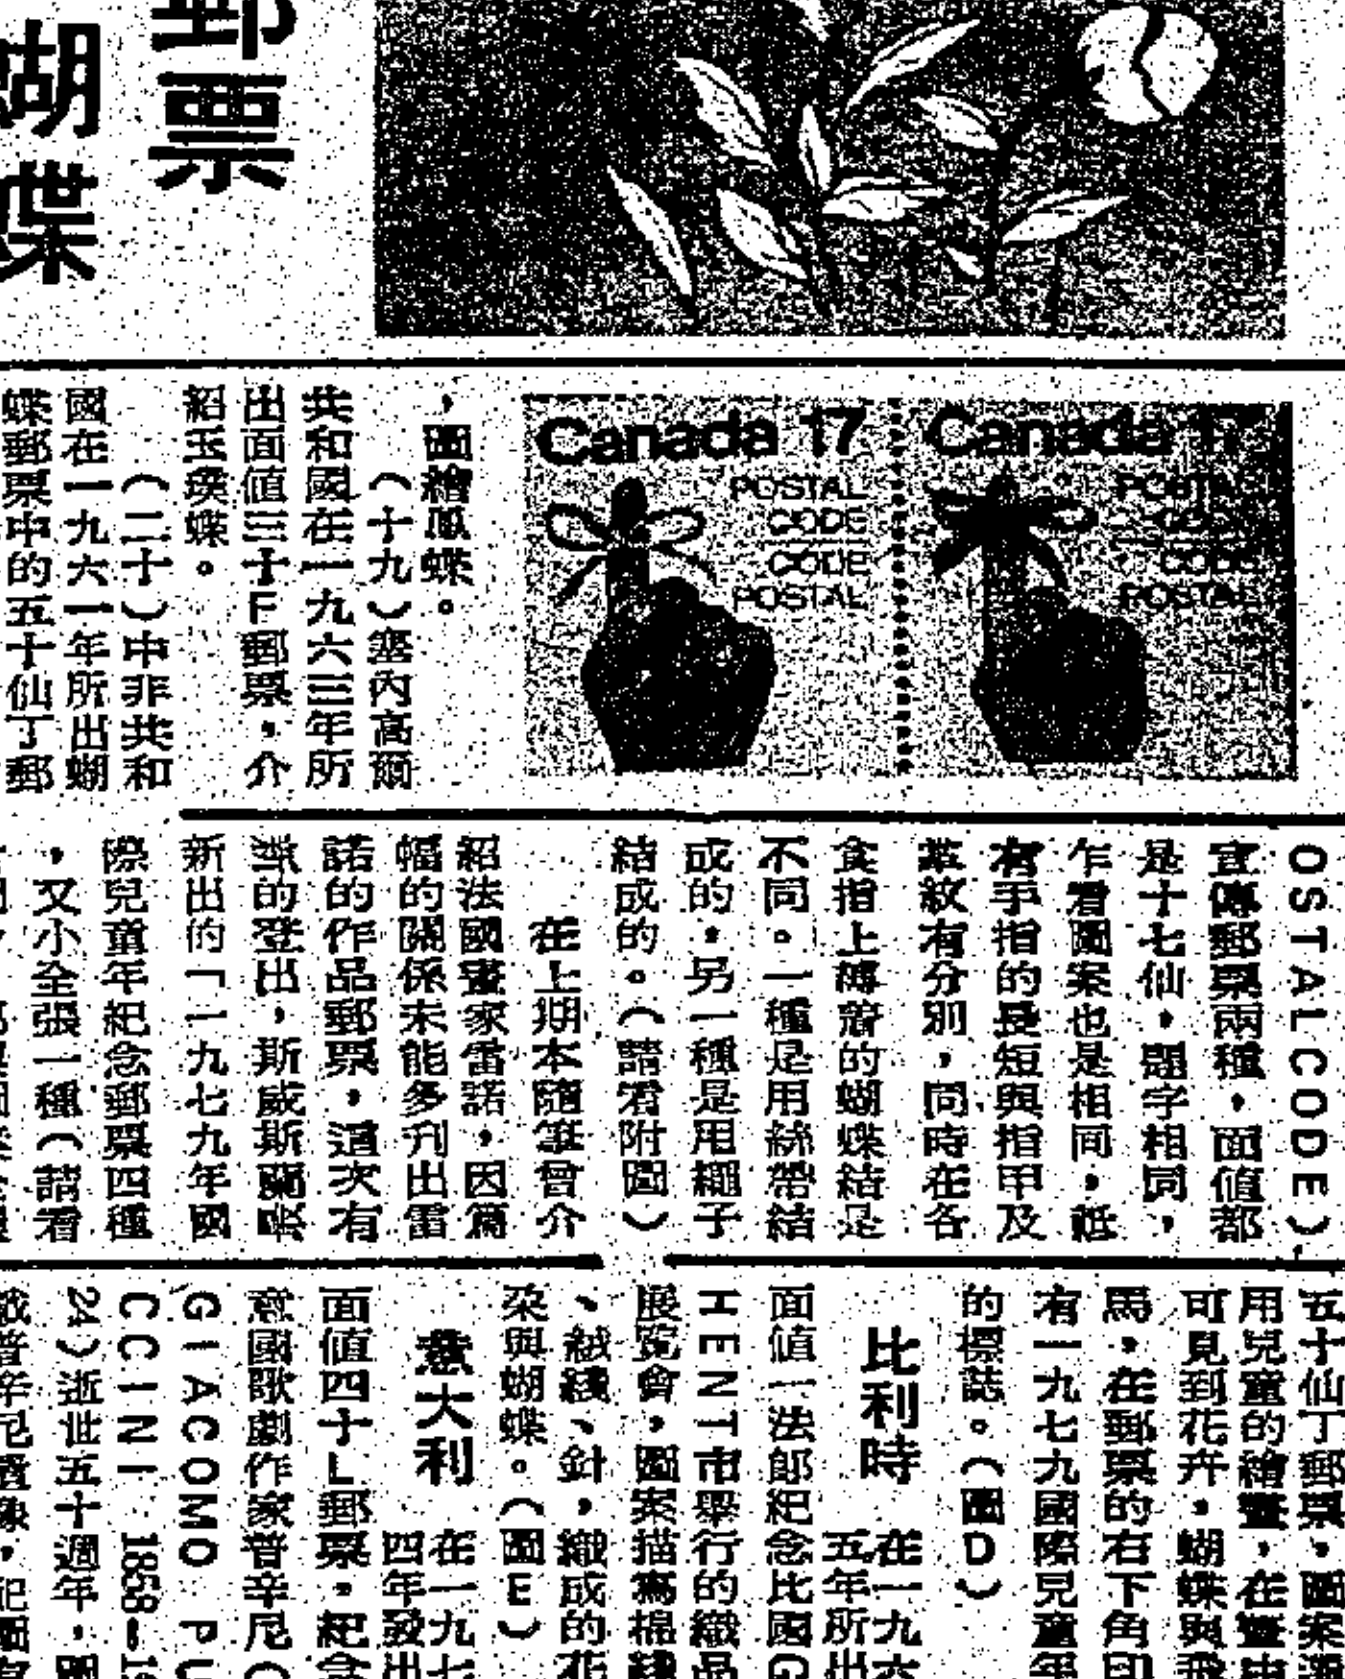 郵票
蝴蝶
Canada 17
POSTAL
CODE
CODE
POSTAL
Canada 17
POSTAL
CODE
CODE
POSTAL
，圖繪鳳蝶。
（十九）塞內高爾
共和國在一九六三年所
出面值三十F郵票，介
紹玉璞蝶。
（二十）中非共和
國在一九六一年所出蝴
蝶郵票中的五十仙丁郵
OSTALCODE）
宣傳郵票兩種，面值都
是十七仙，題字相同，
乍看圖案也是相同，祗
有手指的長短與指甲及
紋有分別，同時在各
食指上縛着的蝴蝶結是
不同。一種是用絲帶結
成的，另一種是用繩子
結成的。（請看附圖）
在上期本隨筆曾介
紹法國畫家雷諾，因篇
幅的關係未能多刊出雷
諾的作品郵票，這次有
的登出，斯威斯蘭
新出的「一九七九年國
際兒童年紀念郵票四種
，又小全張一種（請看
五十仙丁郵票，圖案
用兒童的繪畫，在畫中
可見到花卉，蝴蝶與飛
馬，在郵票的右下角印
有一九七九國際兒童年
的標誌。（圖D）
比利時
在一九六
五年所出
面值一法郎紀念比國G
HENT市舉行的織品
展覽會，圖案描寫棉
、絨綫、針，織成的花
朶與蝴蝶。（圖E）
意大利
在一九七
四年發出
面值四十L郵票，紀念
意國歌劇作家普辛尼（
GIACOMO PU
CCINI 1858—19
24）逝世五十週年，圖